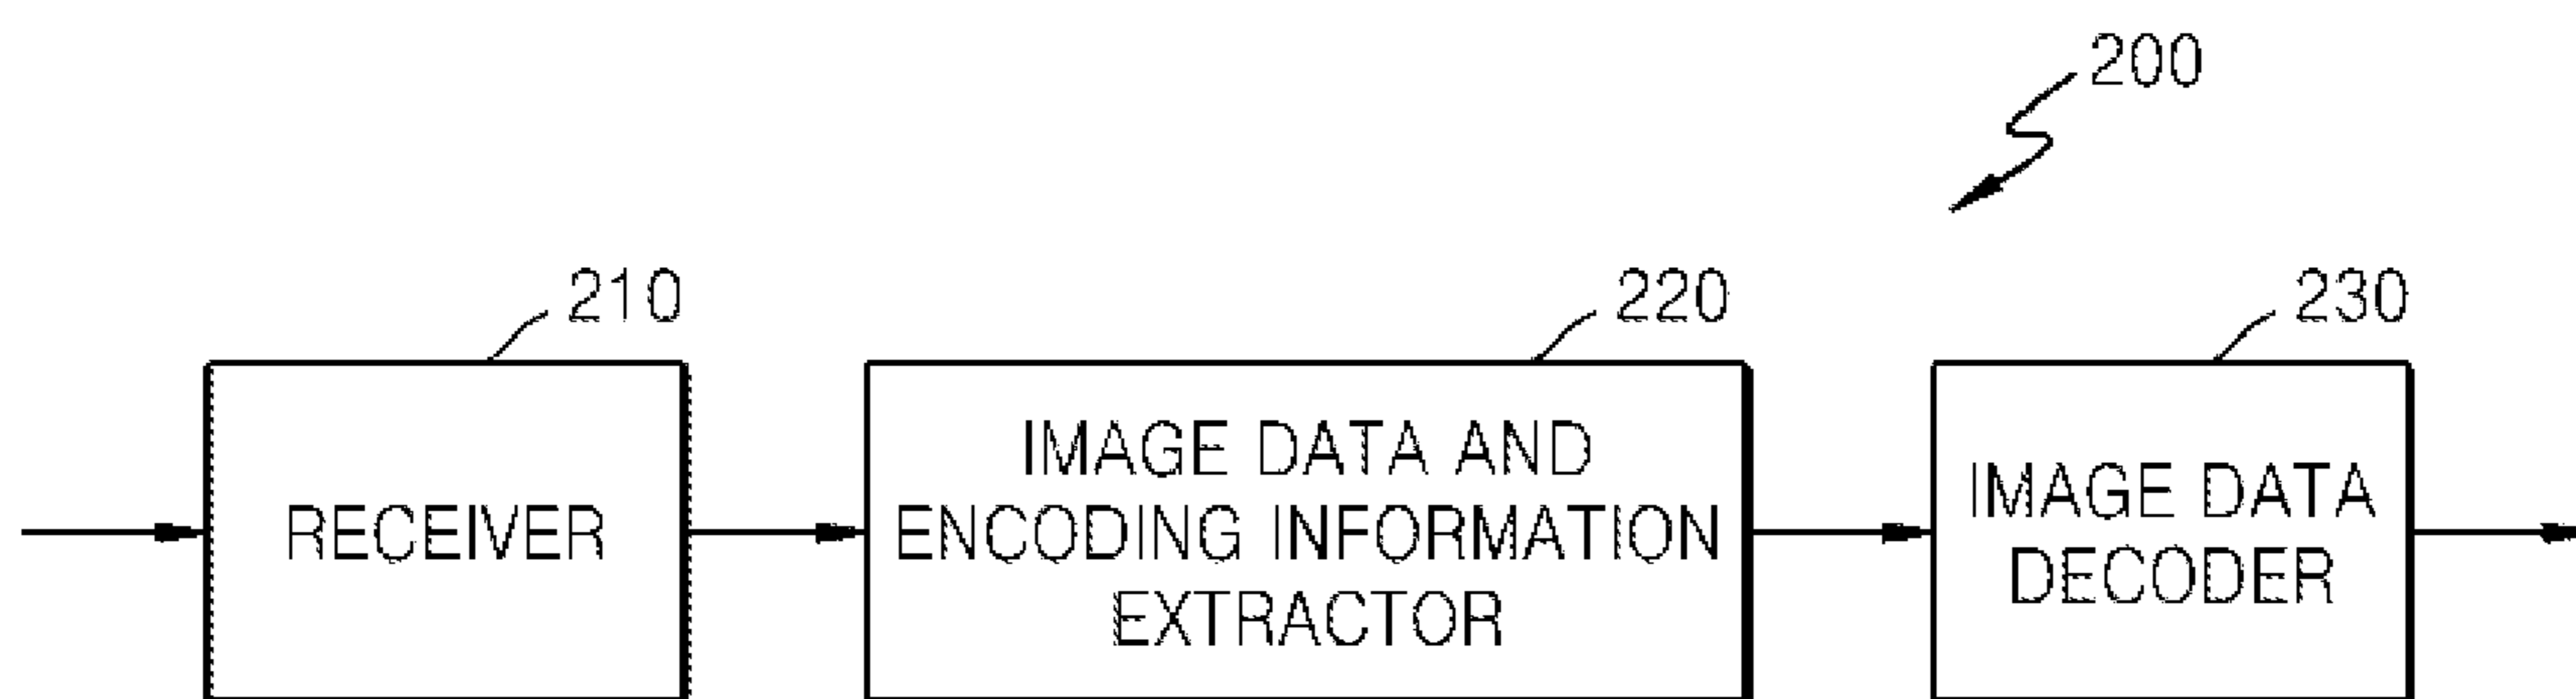 200
210
220
230
RECEIVER
IMAGE DATA AND
ENCODING INFORMATION
EXTRACTOR
IMAGE DATA
DECODER